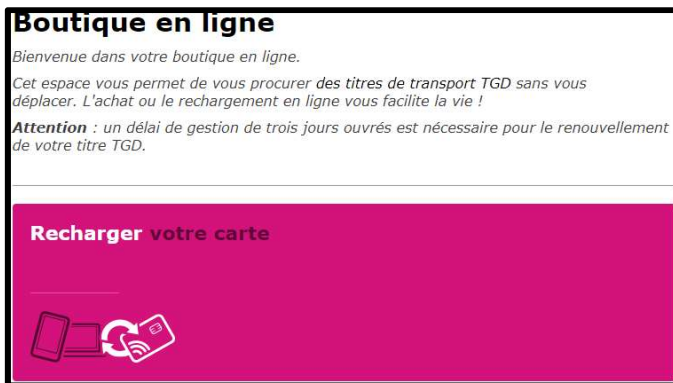 Boutique en ligne
Bienvenue dans votre boutique en ligne.
Cet espace vous permet de vous procurer des titres de transport TGD sans vous
déplacer. L'achat ou le rechargement en ligne vous facilite la vie !
Attention : un délai de gestion de trois jours ouvrés est nécessaire pour le renouvellement
de votre titre TGD.
Recharger votre carte